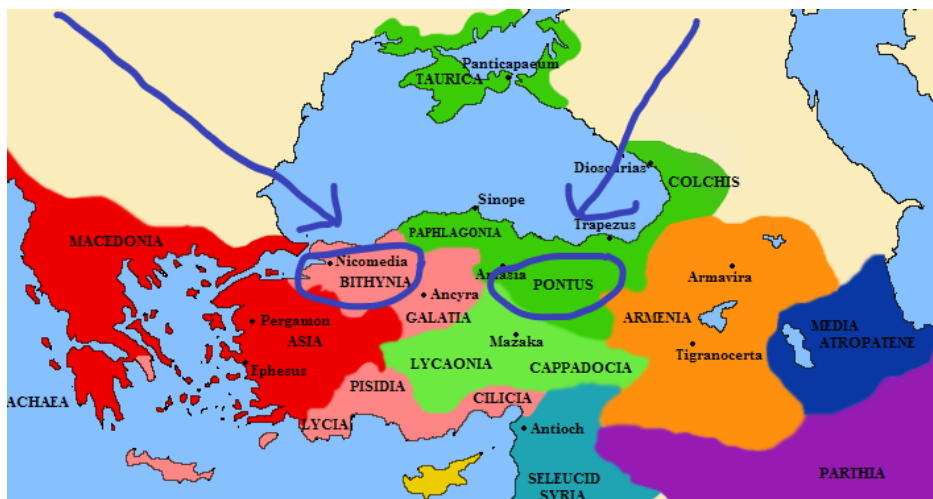 Panticapaeum
TAURICA
Dioscurias
COLCHIS
Sinope
Trapezus
PAPHLAGONIA
MACEDONIA
Nicomedia
BITHYNIA
Amasia
PONTUS
Armavira
Ancyra
GALATIA
ARMENIA
MEDIA
ATROPATENE
Pergamon
ASIA
Mazaka
Tigranocerta
LYCAONIA
CAPPADOCIA
Ephesus
PISIDIA
CILICIA
ACHAEA
LYCIA
Antioch
SELEUCID
SYRIA
PARTHIA